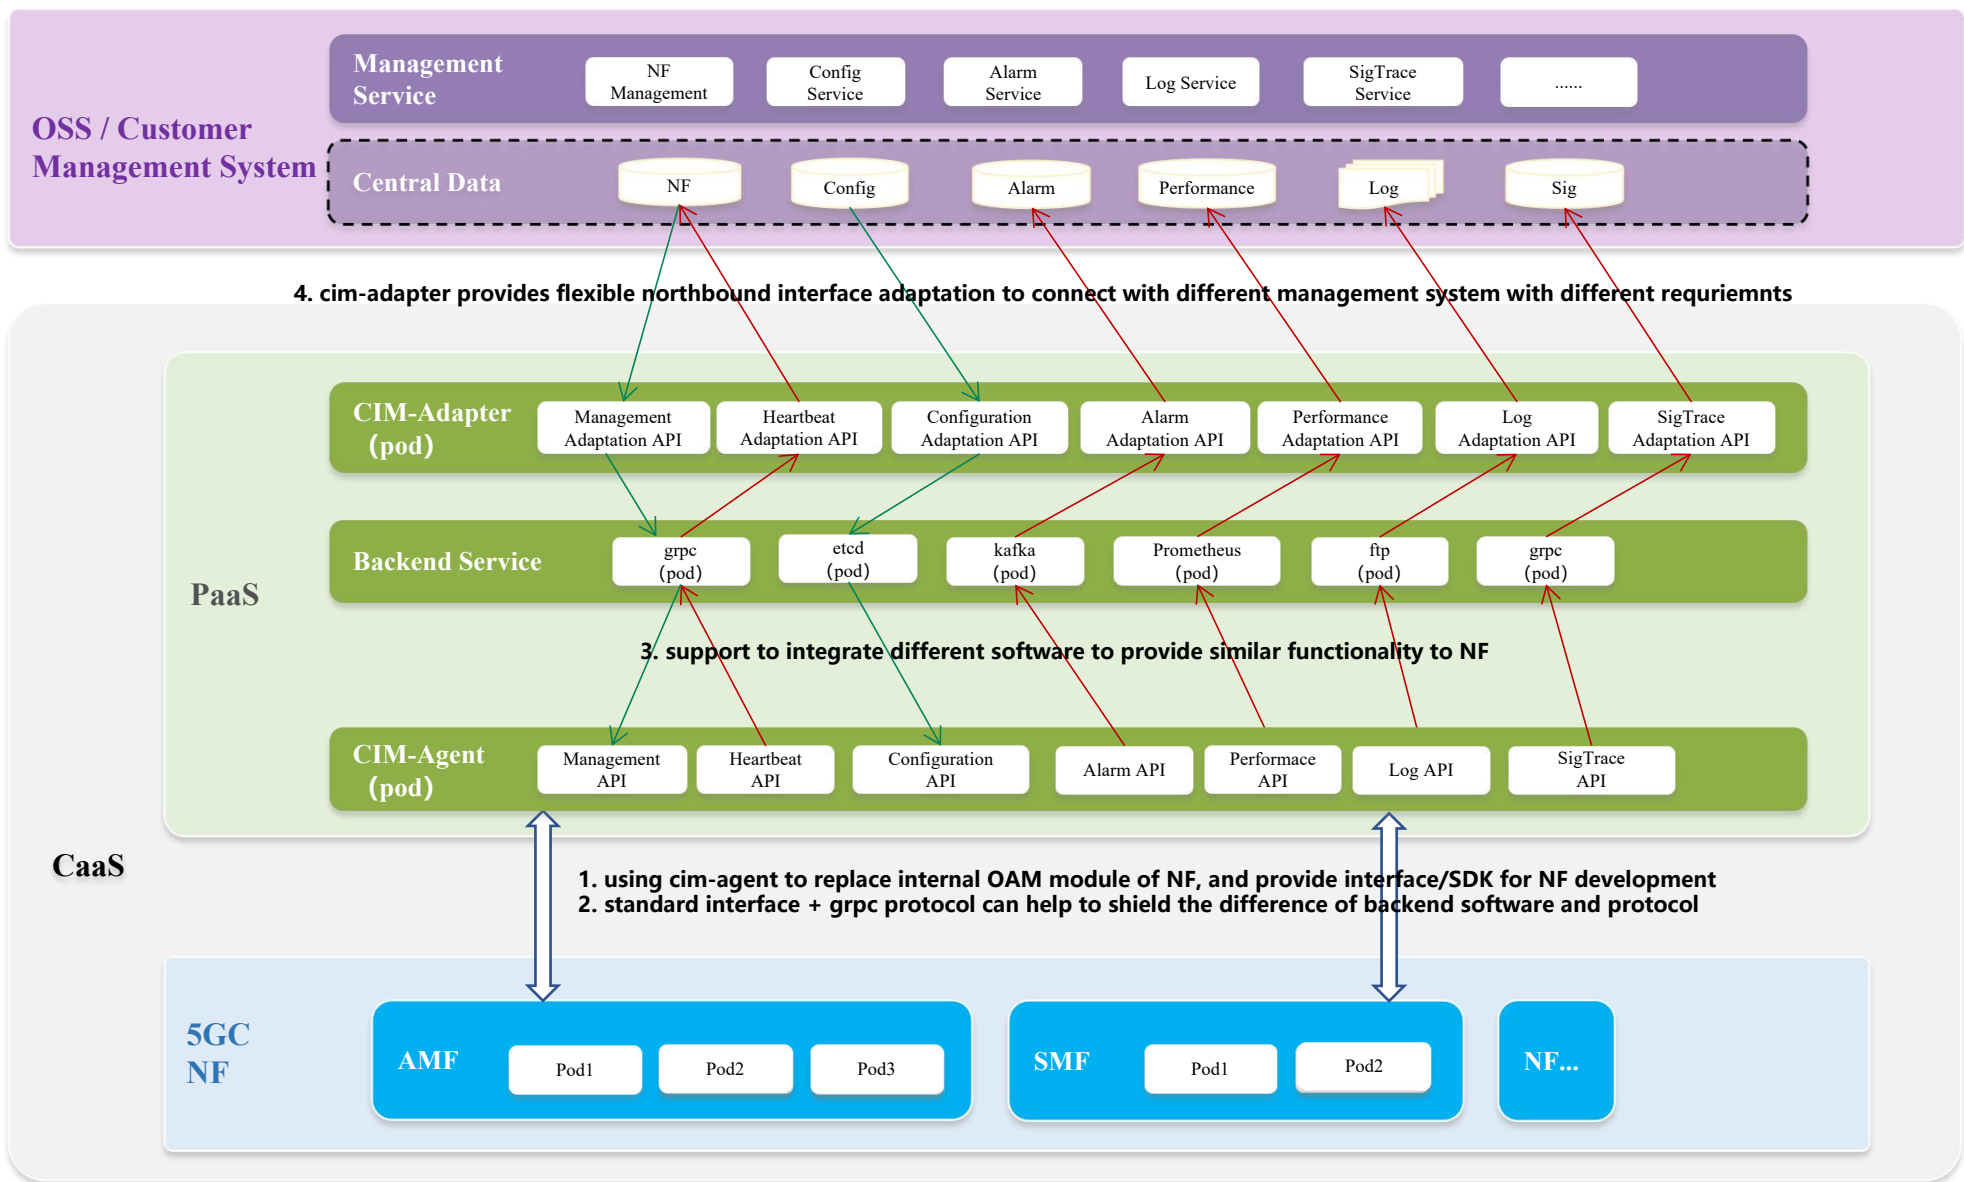 OSS / Customer
Management System
Management
Service
NF
Management
Config
Service
Alarm
Service
Log Service
SigTrace
Service
......
Central Data
NF
Config
Alarm
Performance
Log
Sig
4. cim-adapter provides flexible northbound interface adaptation to connect with different management system with different requriemnts
CaaS
PaaS
CIM-Adapter
(pod)
Management
Adaptation API
Heartbeat
Adaptation API
Configuration
Adaptation API
Alarm
Adaptation API
Performance
Adaptation API
Log
Adaptation API
SigTrace
Adaptation API
Backend Service
grpc
(pod)
etcd
(pod)
kafka
(pod)
Prometheus
(pod)
ftp
(pod)
grpc
(pod)
3. support to integrate different software to provide similar functionality to NF
CIM-Agent
(pod)
Management
API
Heartbeat
API
Configuration
API
Alarm API
Performace
API
Log API
SigTrace
API
1. using cim-agent to replace internal OAM module of NF, and provide interface/SDK for NF development
2. standard interface + grpc protocol can help to shield the difference of backend software and protocol
5GC
NF
AMF
Pod1
Pod2
Pod3
SMF
Pod1
Pod2
NF...